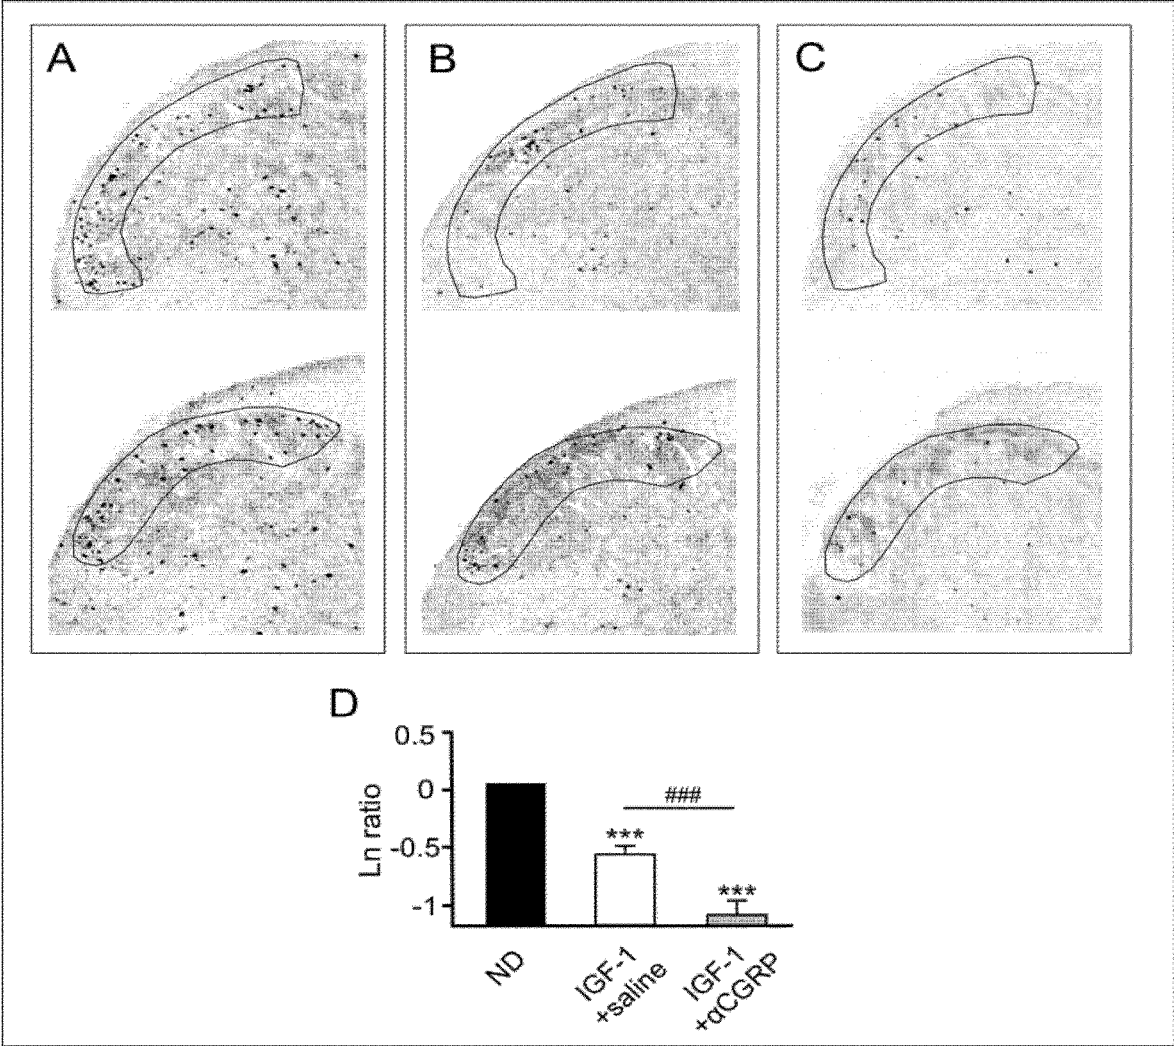 A
B
C
D
0.5
0
-0.5
-1
Ln ratio
###
***
***
ND
IGF-1
+saline
IGF-1
+αCGRP